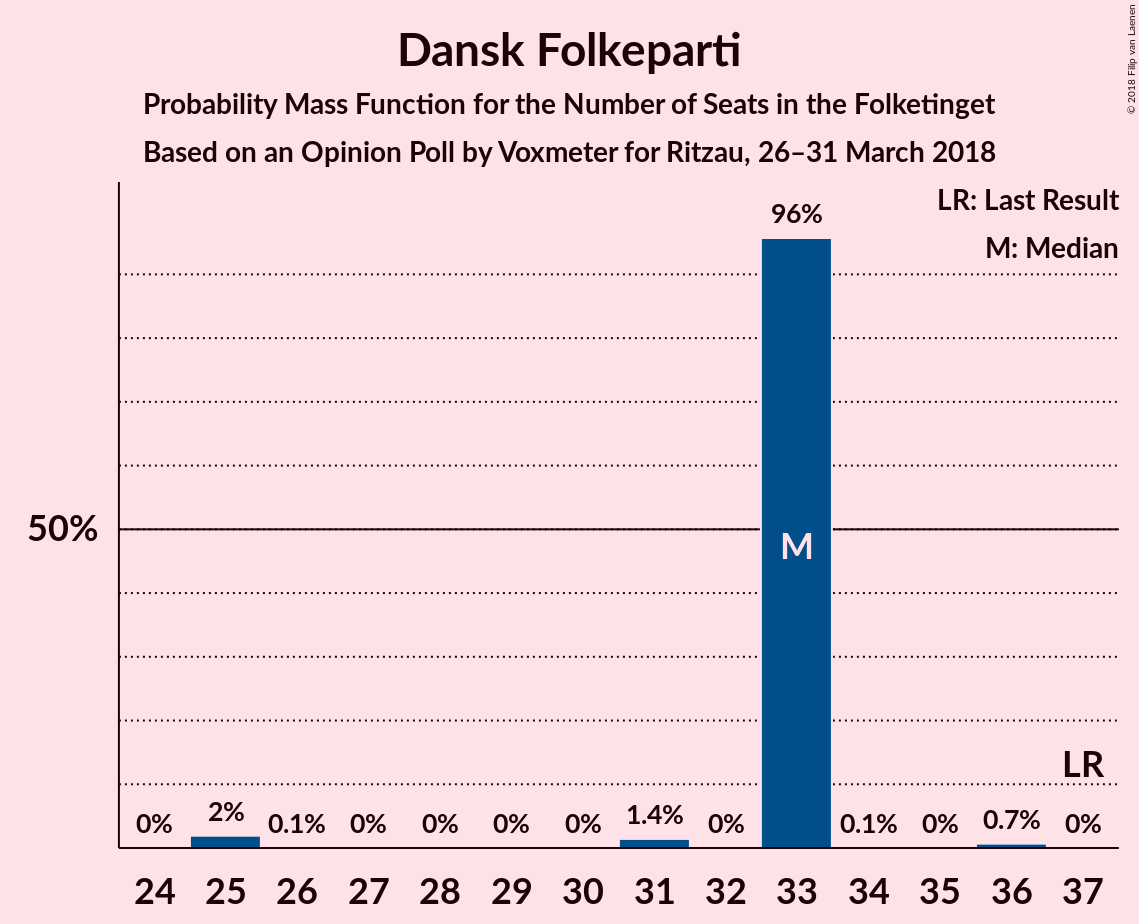 Dansk Folkeparti
Probability Mass Function for the Number of Seats in the Folketinget
Based on an Opinion Poll by Voxmeter for Ritzau, 26–31 March 2018
© 2018 Filip van Laenen
LR: Last Result
M: Median
96%
50%
M
LR
0% 2% 0.1% 0% 0% 0% 0% 1.4% 0% 0.1% 0% 0.7% 0%
24 25 26 27 28 29 30 31 32 33 34 35 36 37